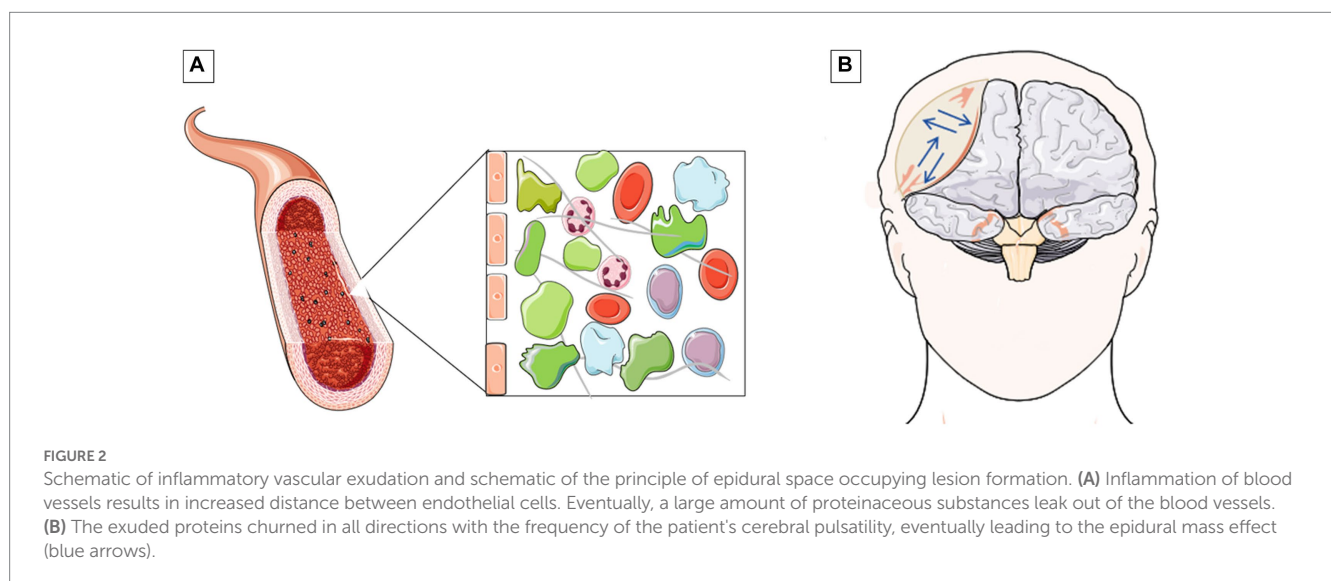 A
B
FIGURE 2
Schematic of inflammatory vascular exudation and schematic of the principle of epidural space occupying lesion formation. (A) Inflammation of blood
vessels results in increased distance between endothelial cells. Eventually, a large amount of proteinaceous substances leak out of the blood vessels.
(B) The exuded proteins churned in all directions with the frequency of the patient's cerebral pulsatility, eventually leading to the epidural mass effect
(blue arrows).